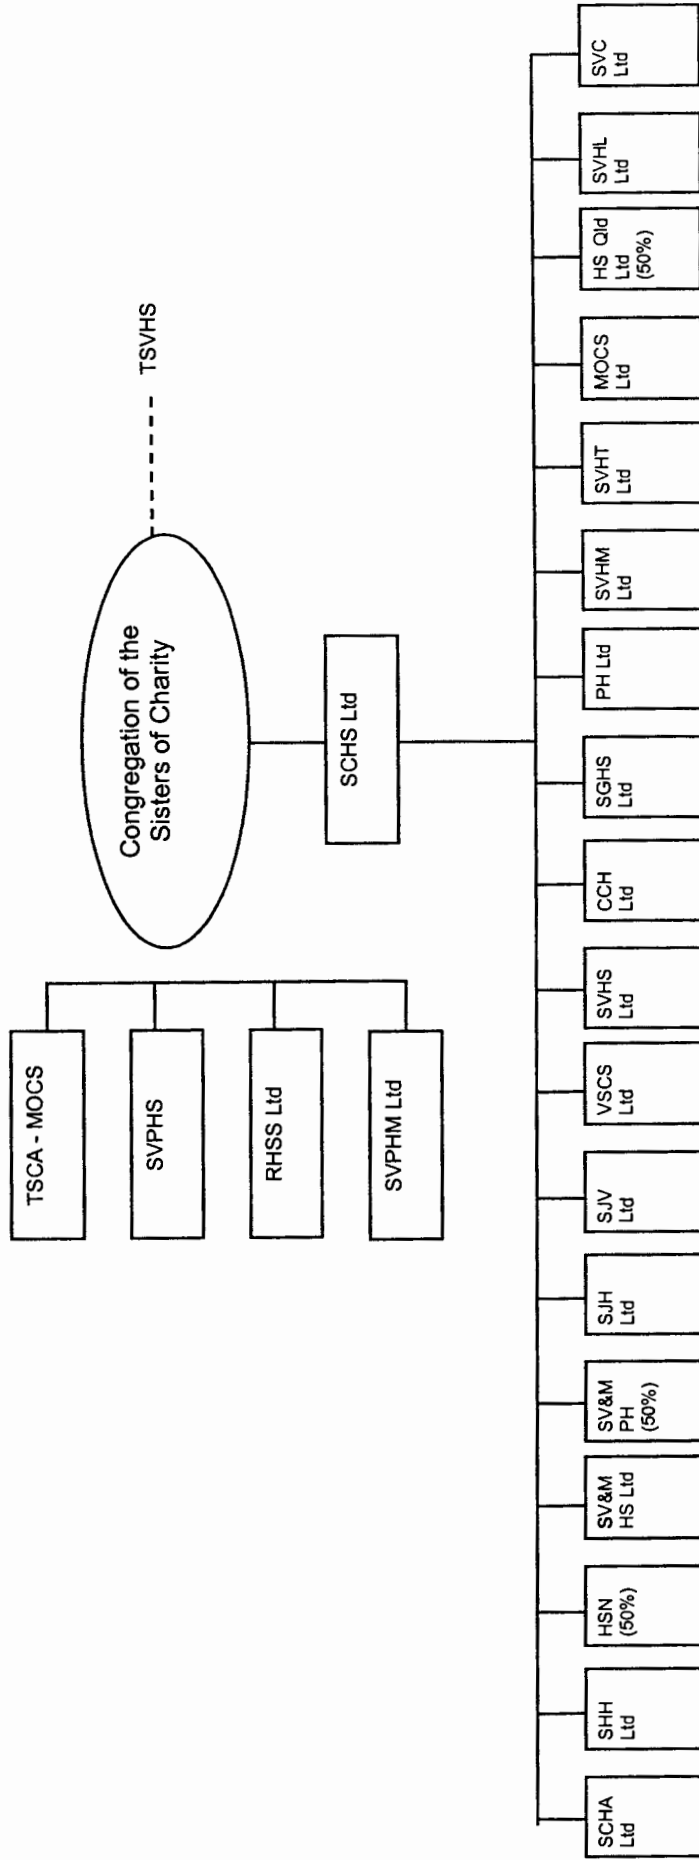 TSCA - MOCS
SVPHS
RHSS Ltd
SVPHM Ltd
Congregation of the
Sisters of Charity
TSVHS
SCHS Ltd
SCHA
Ltd
SHH
Ltd
HSN
(50%)
SV&M
HS Ltd
SV&M
PH
(50%)
SJH
Ltd
SJV
Ltd
VSCS
Ltd
SVHS
Ltd
CCH
Ltd
SGHS
Ltd
PH Ltd
SVHM
Ltd
SVHT
Ltd
MOCS
Ltd
HS Qld
Ltd
(50%)
SVHL
Ltd
SVC
Ltd